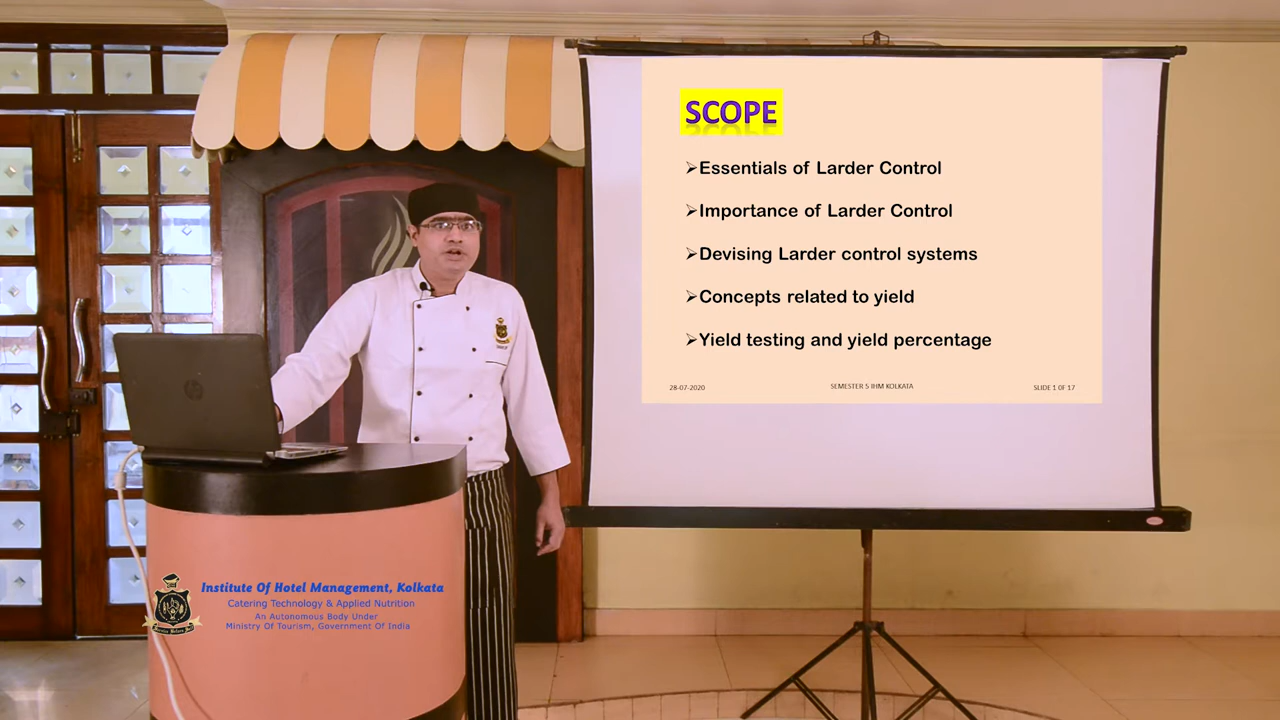 SCOPE
➢Essentials of Larder Control
➢Importance of Larder Control
➢Devising Larder control systems
➢Concepts related to yield
➢Yield testing and yield percentage
28-07-2020
SEMESTER 5 IHM KOLKATA
SLIDE 1 OF 17
Institute Of Hotel Management, Kolkata
Catering Technology & Applied Nutrition
An Autonomous Body Under
Ministry Of Tourism, Government Of India